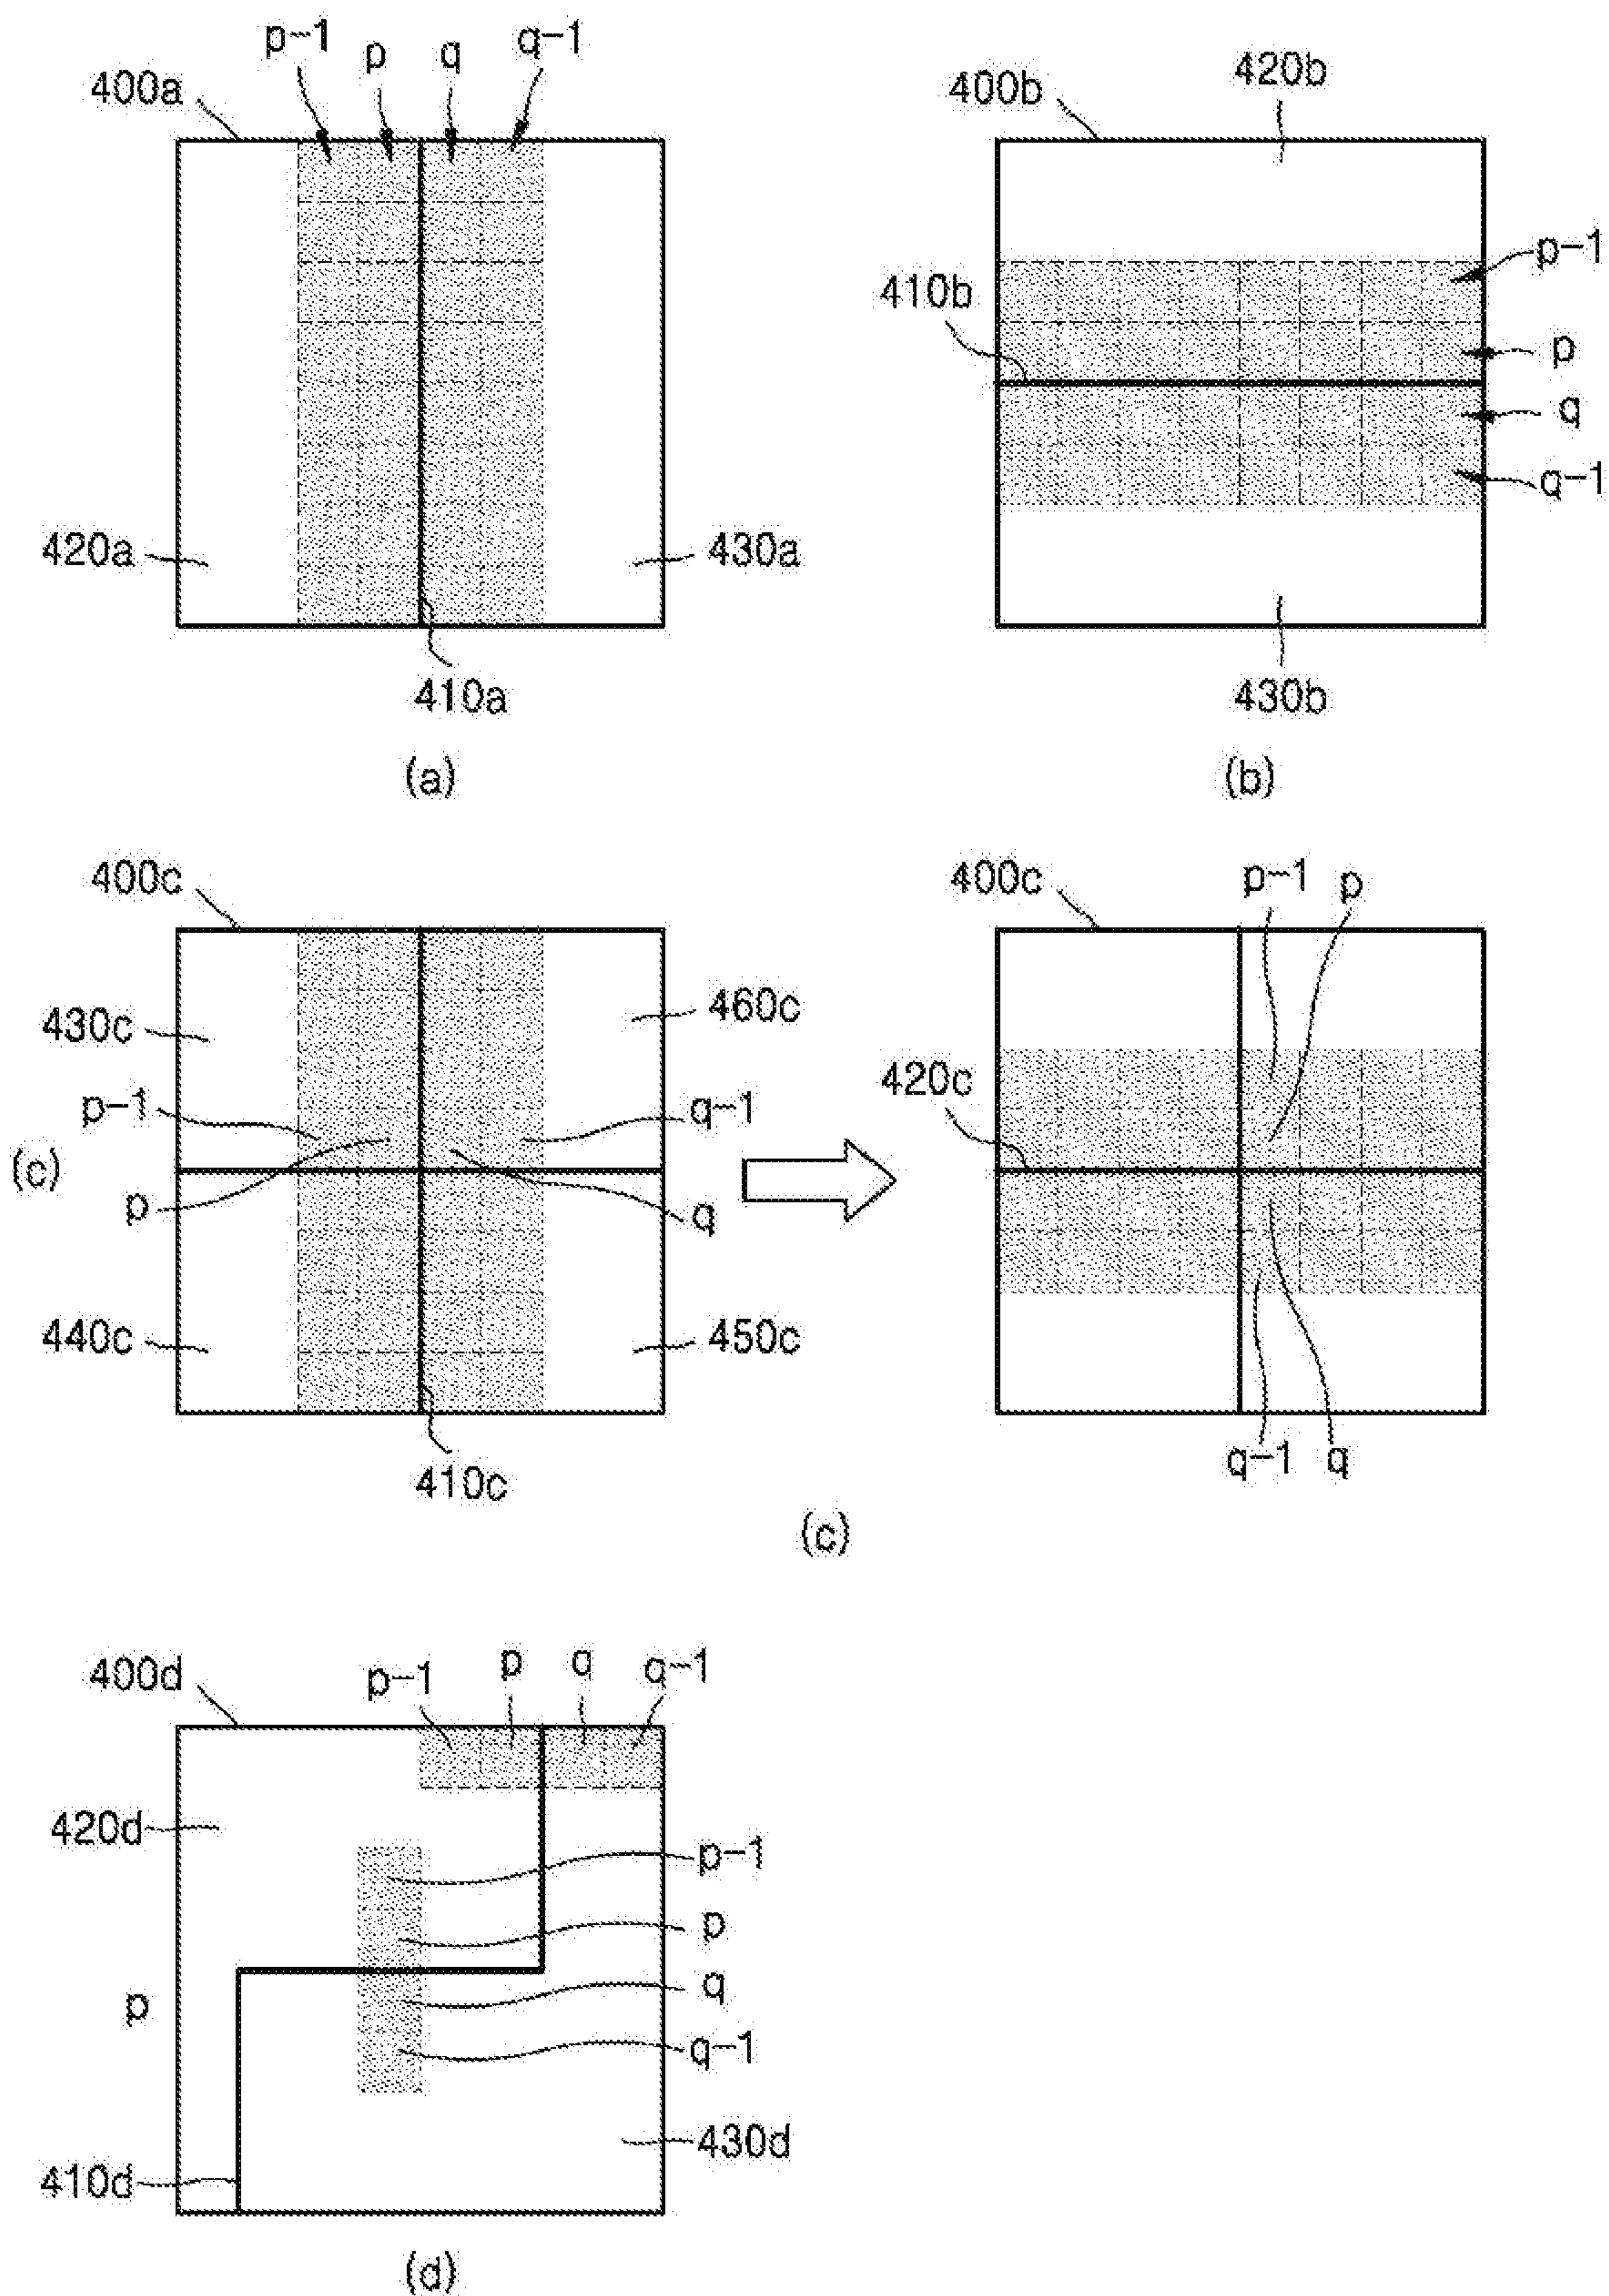 p-1 p q q-1
400a
420a
430a
410a
(a)
400b 420b
p-1
410b
p
q
q-1
430b
(b)
400c
430c
460c
p-1
q-1
(c)
p
q
440c
450c
410c
400c p-1 p
420c
q-1 q
(c)
400d p-1 p q q-1
420d
p-1
p
p
q
q-1
430d
410d
(d)